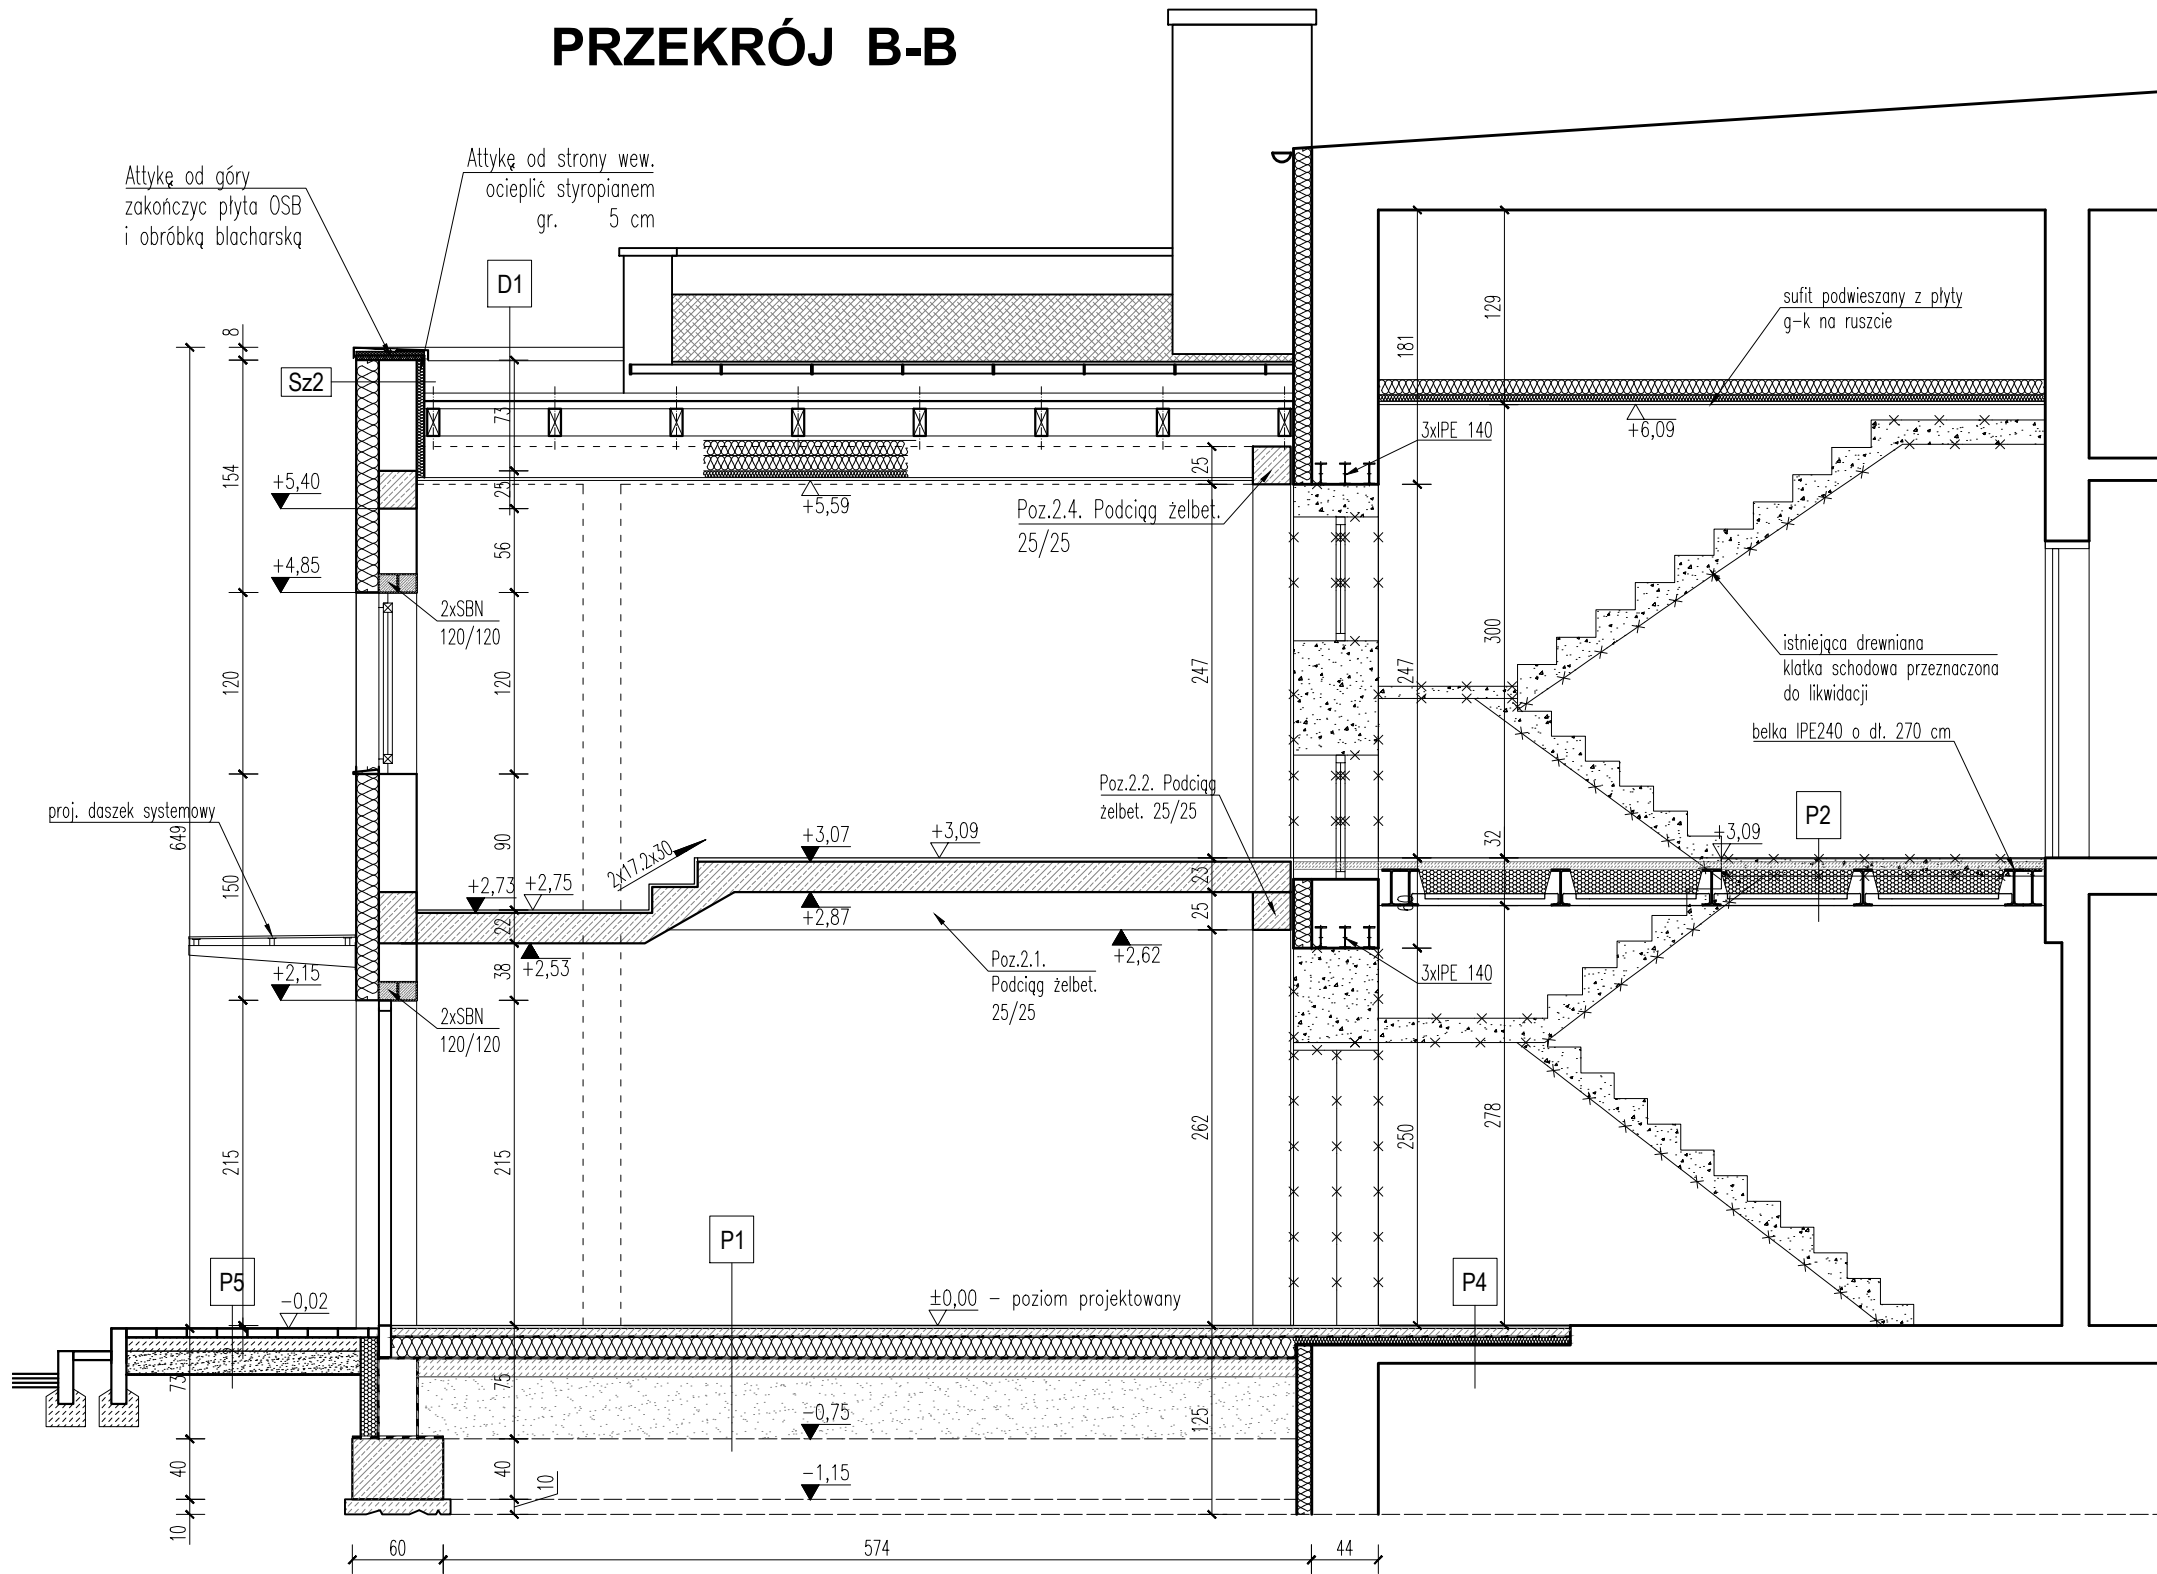 PRZEKRÓJ B-B
Attykę od góry
zakończyc płyta OSB
i obróbką blacharską
Attykę od strony wew.
ocieplić styropianem
gr. 5 cm
D1
Sz2
8
73
154
25
+5,40
56
+4,85
2xSBN
120/120
120
120
+5,59
25
Poz.2.4. Podciąg żelbet.
25/25
3xIPE 140
181
129
sufit podwieszany z płyty
g-k na ruszcie
+6,09
247
247
300
istniejąca drewniana
klatka schodowa przeznaczona
do likwidacji
belka IPE240 o dł. 270 cm
P2
+3,09
32
60
proj. daszek systemowy
649
150
90
+2,73
+2,75
2x17.2x30
+3,07
+3,09
Poz.2.2. Podciąg
żelbet. 25/25
23
25
22
+2,87
+2,53
38
+2,62
Poz.2.1.
Podciąg żelbet.
25/25
3xIPE 140
+2,15
2xSBN
120/120
215
215
262
250
278
P1
P5
P4
-0,02
±0,00 - poziom projektowany
73
75
-0,75
125
40
40
10
-1,15
10
60
574
44